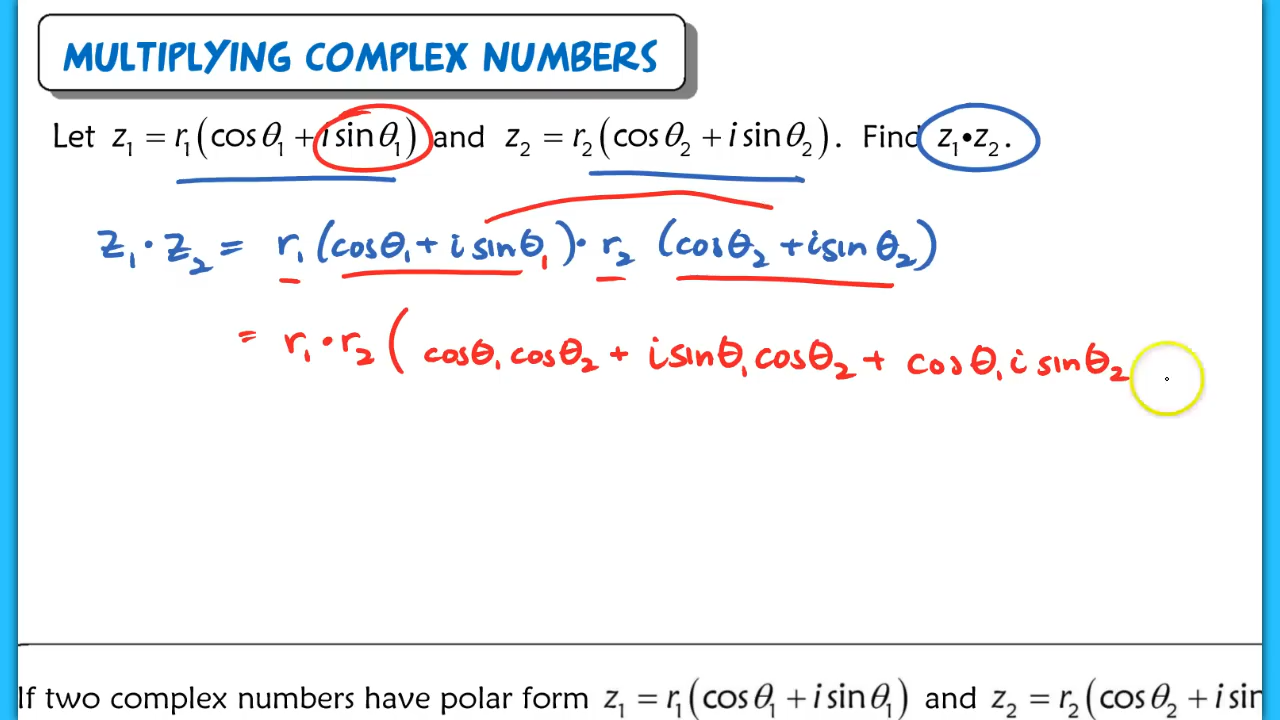 MULTIPLYING COMPLEX NUMBERS
Let z₁ = r₁(cos θ₁ + i sin θ₁) and z₂ = r₂(cos θ₂ + i sin θ₂). Find z₁•z₂.
z₁ · z₂ = r₁ (cosθ₁ + i sinθ₁) · r₂ (cosθ₂ + i sin θ₂)
= r₁ · r₂ ( cosθ₁ cosθ₂ + i sinθ₁ cosθ₂ + cosθ₁ i sinθ₂
If two complex numbers have polar form z₁ = r₁(cos θ₁ + i sin θ₁) and z₂ = r₂(cos θ₂ + i sin